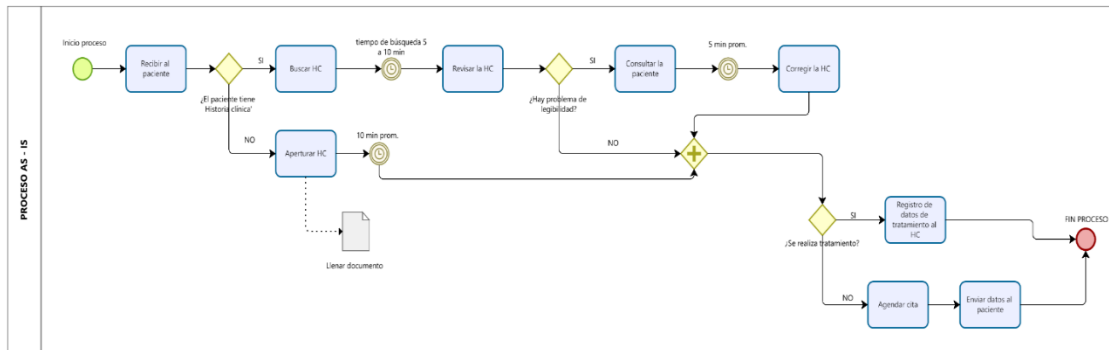 PROCESO AS - IS
Inicio proceso
Recibir al
paciente
¿El paciente tiene
Historia clínica'
SI
Buscar HC
tiempo de búsqueda 5
a 10 min
Revisar la HC
¿Hay problema de
legibilidad?
SI
Consultar la
paciente
5 min prom.
Corregir la HC
NO
NO
Aperturar HC
10 min prom.
Llenar documento
¿Se realiza tratamiento?
SI
Registro de
datos de
tratamiento al
HC
FIN PROCESO
NO
Agendar cita
Enviar datos al
paciente